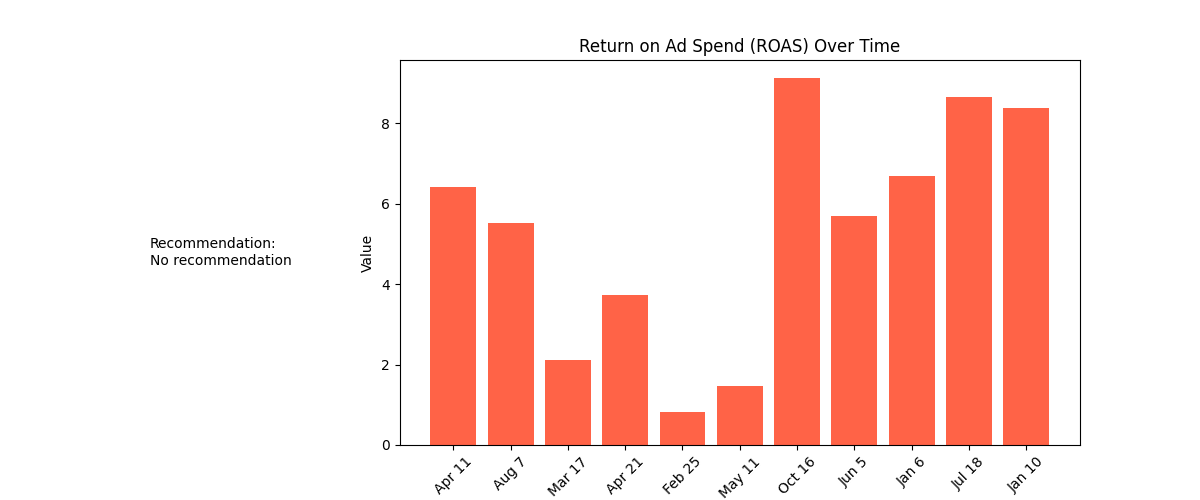 Return on Ad Spend (ROAS) Over Time
Recommendation:
No recommendation
Value
8
6
4
2
0
Apr 11
Aug 7
Mar 17
Apr 21
Feb 25
May 11
Oct 16
Jun 5
Jan 6
Jul 18
Jan 10